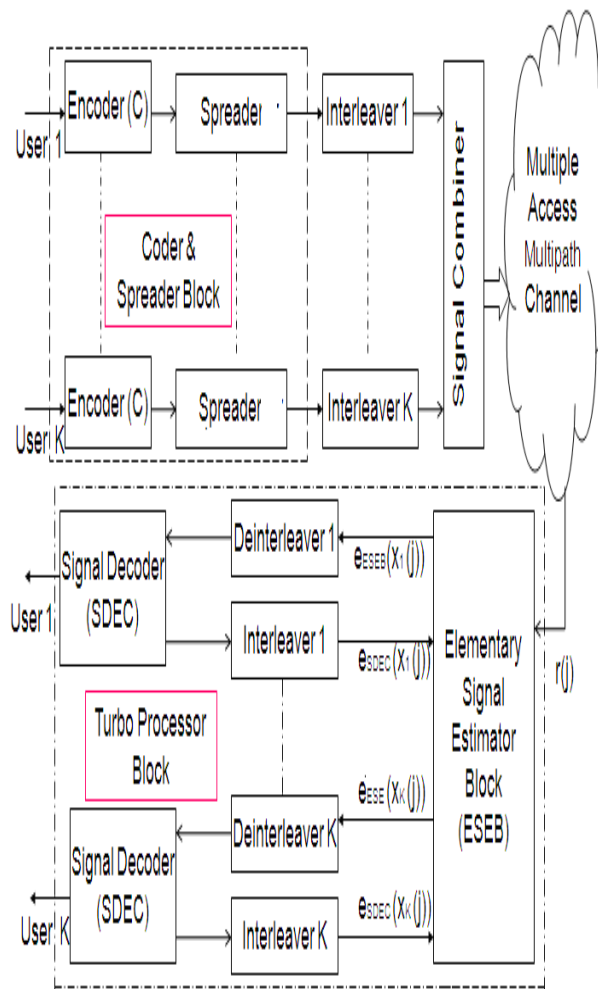 Encoder (C)
Spreader
Interleaver 1
User 1
Signal Combiner
Multiple
Access
Multipath
Channel
Coder &
Spreader Block
Encoder (C)
Spreader
Interleaver K
User K
Deinterleaver 1
eESEB(x1(j))
Signal Decoder
(SDEC)
User 1
Interleaver 1
eSDEC(x1(j))
Elementary
Signal
Estimator
Block
(ESEB)
r(j)
Turbo Processor
Block
eESE(xK(j))
Deinterleaver K
Signal Decoder
(SDEC)
User K
Interleaver K
eSDEC(xK(j))